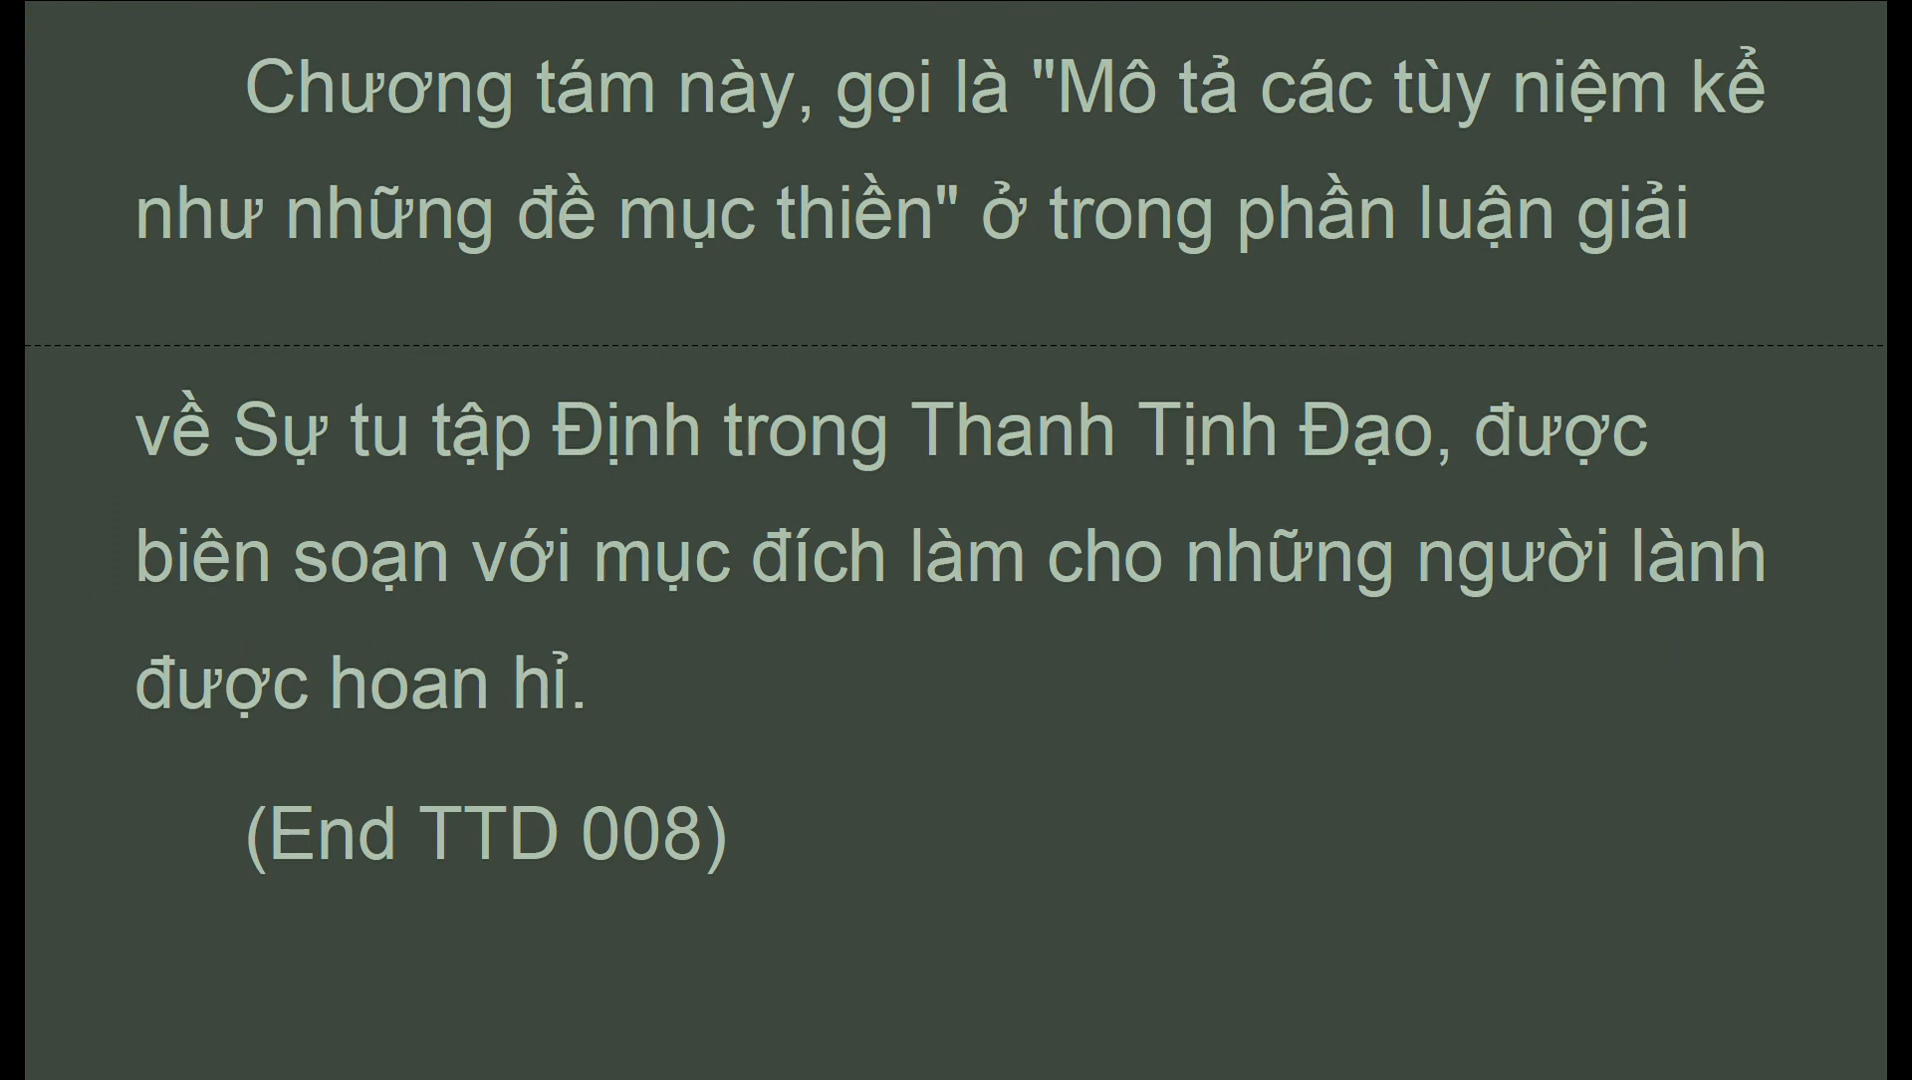 Chương tám này, gọi là "Mô tả các tùy niệm kể
như những đề mục thiền" ở trong phần luận giải
về Sự tu tập Định trong Thanh Tịnh Đạo, được
biên soạn với mục đích làm cho những người lành
được hoan hỉ.
(End TTD 008)